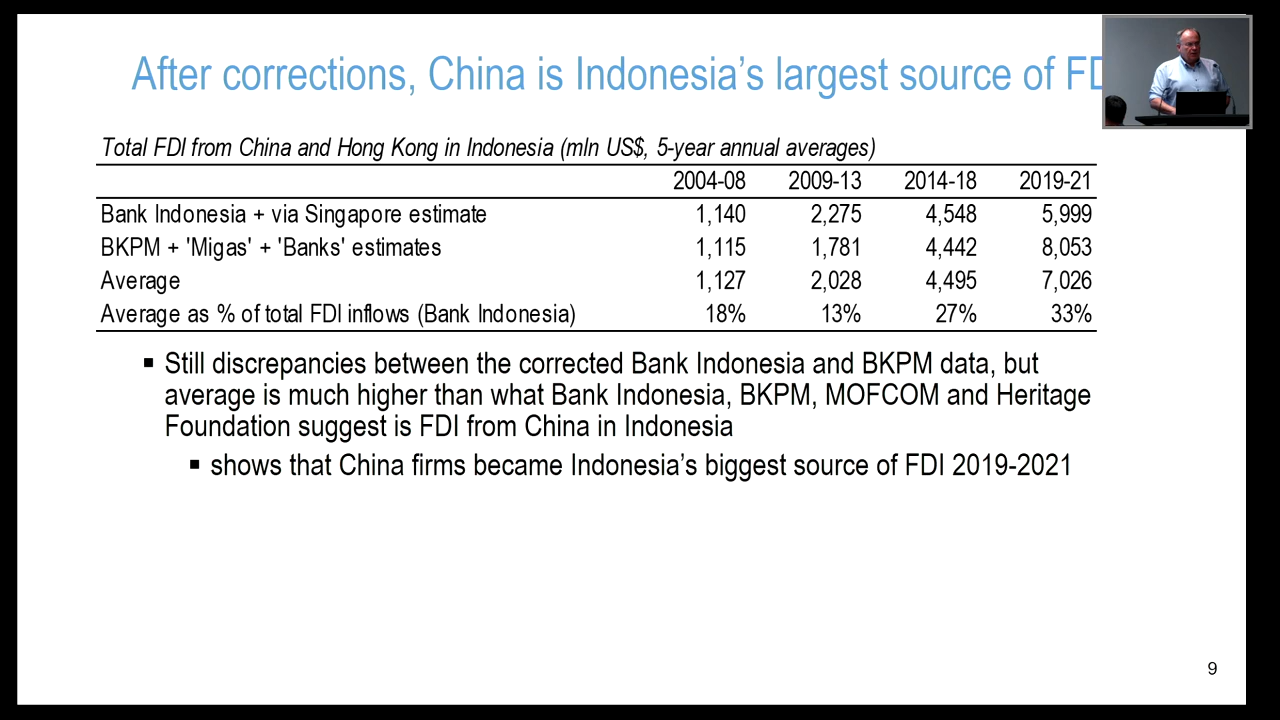 After corrections, China is Indonesia's largest source of
Total FDI from China and Hong Kong in Indonesia (mln US$, 5-year annual averages)
2004-08 2009-13 2014-18 2019-21
Bank Indonesia + via Singapore estimate 1,140 2,275 4,548 5,999
BKPM + 'Migas' + 'Banks' estimates 1,115 1,781 4,442 8,053
Average 1,127 2,028 4,495 7,026
Average as % of total FDI inflows (Bank Indonesia) 18% 13% 27% 33%
▪ Still discrepancies between the corrected Bank Indonesia and BKPM data, but
average is much higher than what Bank Indonesia, BKPM, MOFCOM and Heritage
Foundation suggest is FDI from China in Indonesia
▪ shows that China firms became Indonesia's biggest source of FDI 2019-2021
9